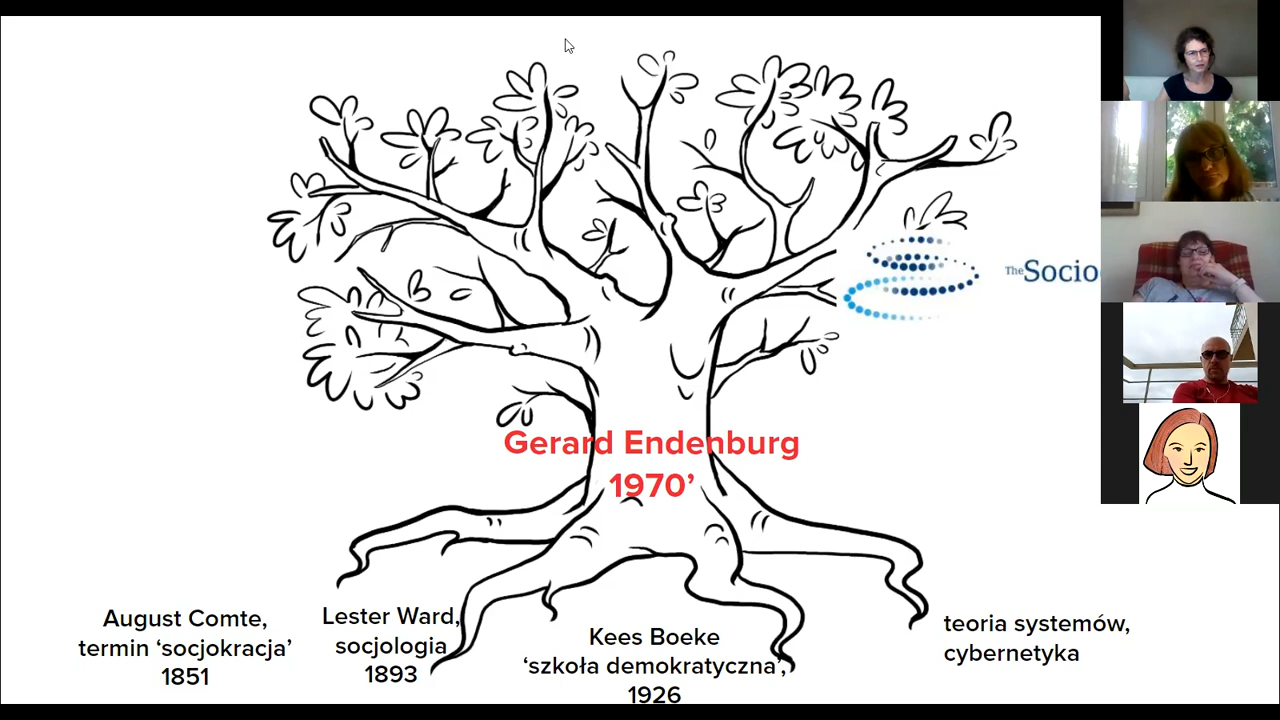 TheSocio
Gerard Endenburg
1970’
August Comte,
termin ‘socjokracja’
1851
Lester Ward,
socjologia
1893
Kees Boeke
‘szkoła demokratyczna’,
1926
teoria systemów,
cybernetyka